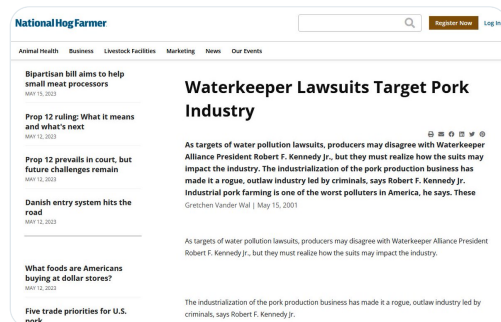 National Hog Farmer
Register Now
Log In
Animal Health Business Livestock Facilities Marketing News Our Events
Bipartisan bill aims to help
small meat processors
MAY 15, 2023
Prop 12 ruling: What it means
and what's next
MAY 12, 2023
Prop 12 prevails in court, but
future challenges remain
MAY 12, 2023
Danish entry system hits the
road
MAY 12, 2023
What foods are Americans
buying at dollar stores?
MAY 12, 2023
Five trade priorities for U.S.
pork
Waterkeeper Lawsuits Target Pork
Industry
As targets of water pollution lawsuits, producers may disagree with Waterkeeper
Alliance President Robert F. Kennedy Jr., but they must realize how the suits may
impact the industry. The industrialization of the pork production business has
made it a rogue, outlaw industry led by criminals, says Robert F. Kennedy Jr.
Industrial pork farming is one of the worst polluters in America, he says. These
Gretchen Vander Wal | May 15, 2001
As targets of water pollution lawsuits, producers may disagree with Waterkeeper Alliance President
Robert F. Kennedy Jr., but they must realize how the suits may impact the industry.
The industrialization of the pork production business has made it a rogue, outlaw industry led by
criminals, says Robert F. Kennedy Jr.